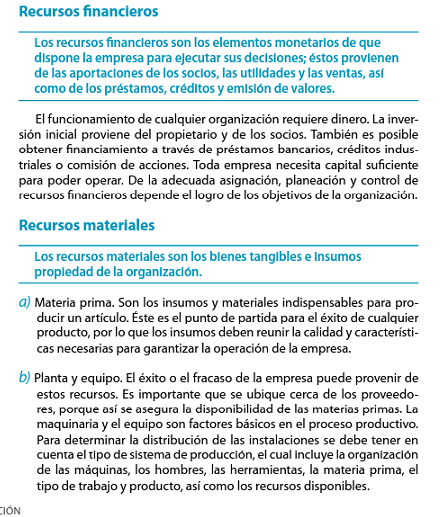 Recursos financieros
Los recursos financieros son los elementos monetarios de que
dispone la empresa para ejecutar sus decisiones; éstos provienen
de las aportaciones de los socios, las utilidades y las ventas, así
como de los préstamos, créditos y emisión de valores.
El funcionamiento de cualquier organización requiere dinero. La inver-
sión inicial proviene del propietario y de los socios. También es posible
obtener financiamiento a través de préstamos bancarios, créditos indus-
triales o comisión de acciones. Toda empresa necesita capital suficiente
para poder operar. De la adecuada asignación, planeación y control de
recursos financieros depende el logro de los objetivos de la organización.
Recursos materiales
Los recursos materiales son los bienes tangibles e insumos
propiedad de la organización.
a) Materia prima. Son los insumos y materiales indispensables para pro-
ducir un artículo. Éste es el punto de partida para el éxito de cualquier
producto, por lo que los insumos deben reunir la calidad y característi-
cas necesarias para garantizar la operación de la empresa.
b) Planta y equipo. El éxito o el fracaso de la empresa puede provenir de
estos recursos. Es importante que se ubique cerca de los proveedo-
res, porque así se asegura la disponibilidad de las materias primas. La
maquinaria y el equipo son factores básicos en el proceso productivo.
Para determinar la distribución de las instalaciones se debe tener en
cuenta el tipo de sistema de producción, el cual incluye la organización
de las máquinas, los hombres, las herramientas, la materia prima, el
tipo de trabajo y producto, así como los recursos disponibles.
CIÓN